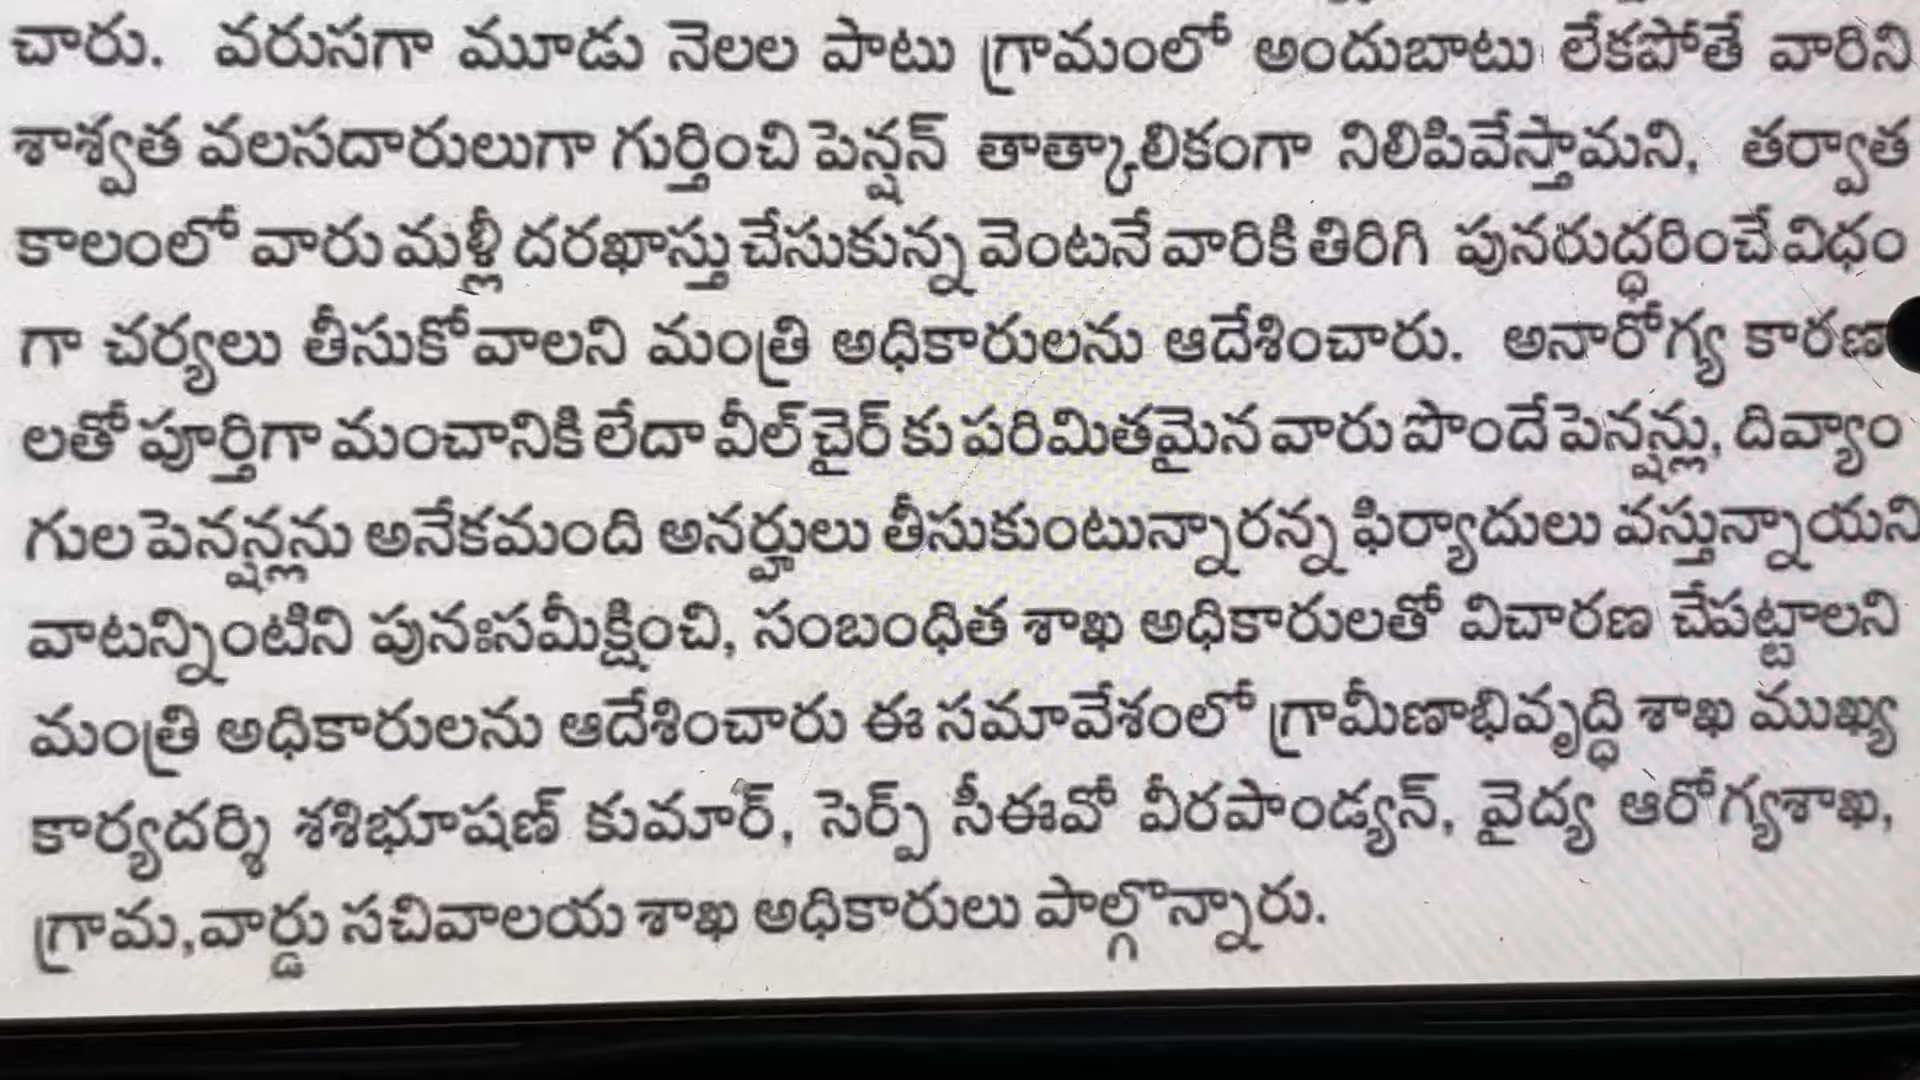 చారు. వరుసగా మూడు నెలల పాటు గ్రామంలో అందుబాటు లేకపోతే వారిని
శాశ్వత వలసదారులుగా గుర్తించి పెన్షన్ తాత్కాలికంగా నిలిపివేస్తామని, తర్వాత
కాలంలో వారు మళ్లీ దరఖాస్తు చేసుకున్న వెంటనే వారికి తిరిగి పునరుద్ధరించే విధం
గా చర్యలు తీసుకోవాలని మంత్రి అధికారులను ఆదేశించారు. అనారోగ్య కారణా
లతో పూర్తిగా మంచానికి లేదా వీల్ చైర్ కు పరిమితమైన వారు పొందే పెన్షన్లు, దివ్యాం
గుల పెన్షన్లను అనేకమంది అనర్హులు తీసుకుంటున్నారన్న ఫిర్యాదులు వస్తున్నాయని
వాటన్నింటిని పునఃసమీక్షించి, సంబంధిత శాఖ అధికారులతో విచారణ చేపట్టాలని
మంత్రి అధికారులను ఆదేశించారు ఈ సమావేశంలో గ్రామీణాభివృద్ధి శాఖ ముఖ్య
కార్యదర్శి శశిభూషణ్ కుమార్, సెర్ప్ సీఈవో వీరపాండ్యన్, వైద్య ఆరోగ్యశాఖ,
గ్రామ,వార్డు సచివాలయ శాఖ అధికారులు పాల్గొన్నారు.